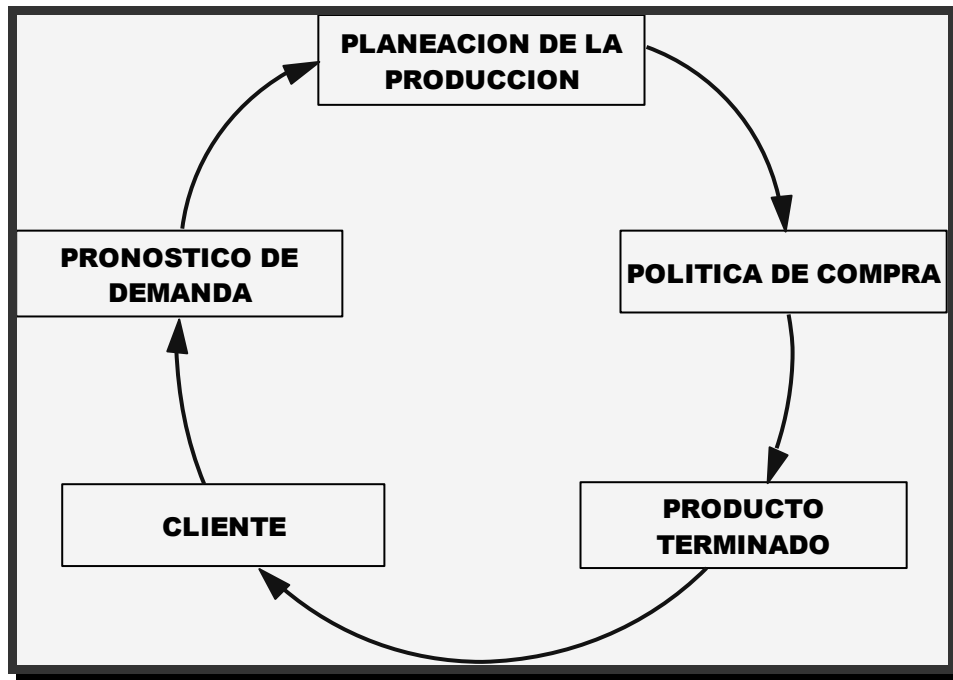 PLANEACION DE LA
PRODUCCION
PRONOSTICO DE
DEMANDA
POLITICA DE COMPRA
CLIENTE
PRODUCTO
TERMINADO